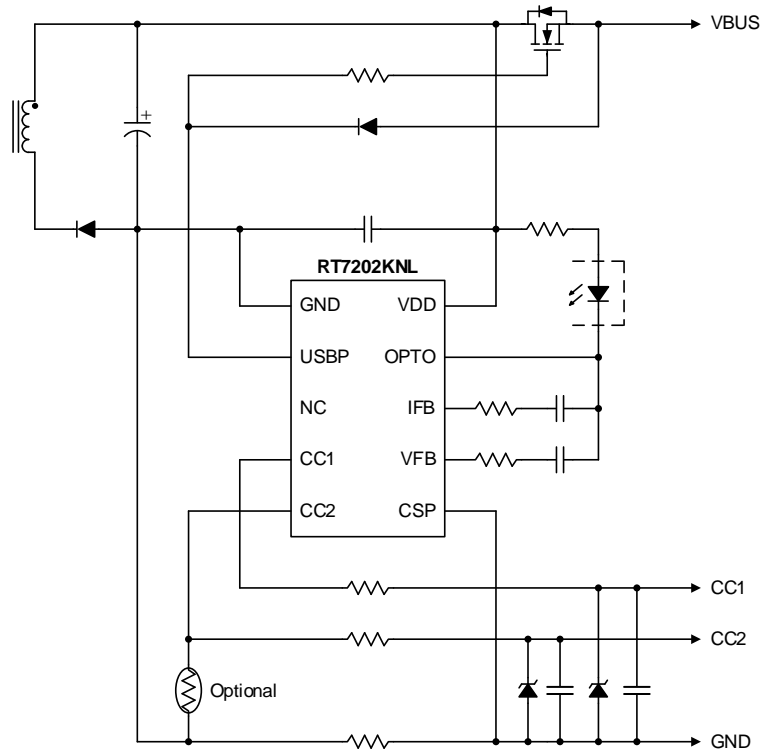 VBUS
+
RT7202KNL
GND VDD
USBP OPTO
NC IFB
CC1 VFB
CC2 CSP
CC1
CC2
Optional
GND